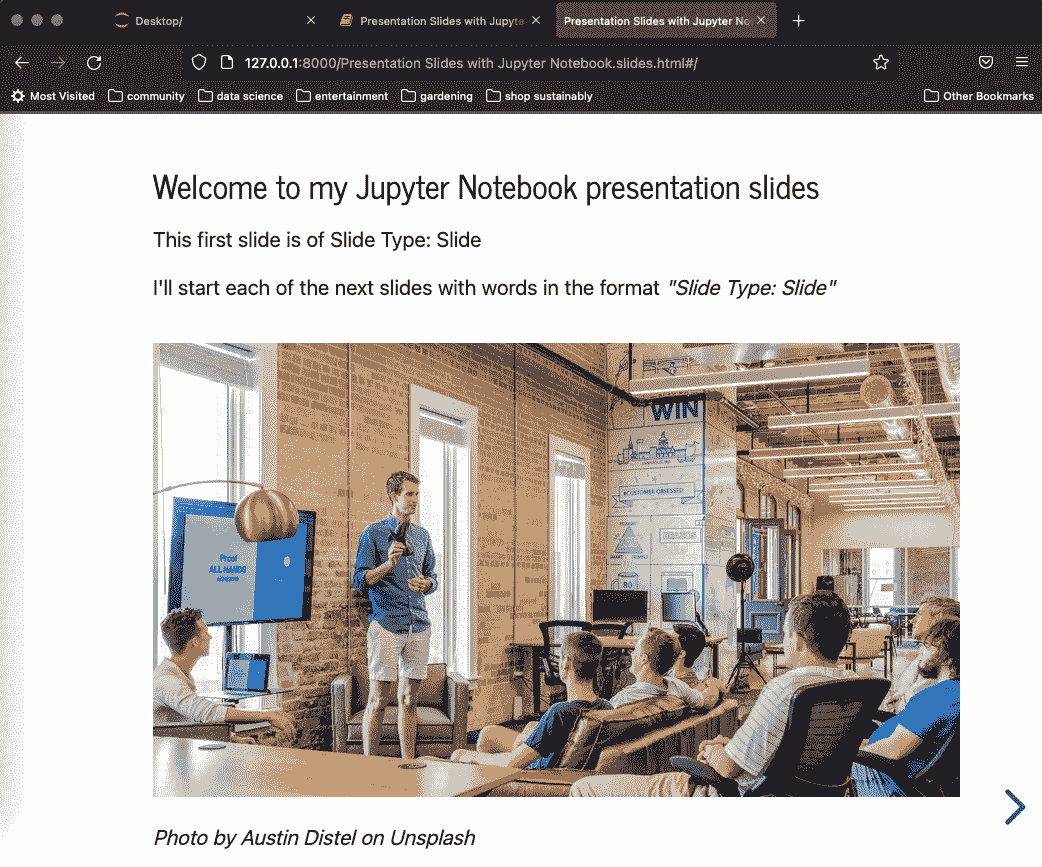 Desktop/
Presentation Slides with Jupyte
Presentation Slides with Jupyter No
127.0.0.1:8000/Presentation Slides with Jupyter Notebook.slides.html#/
Most Visited
community
data science
entertainment
gardening
shop sustainably
Other Bookmarks
Welcome to my Jupyter Notebook presentation slides
This first slide is of Slide Type: Slide
I'll start each of the next slides with words in the format "Slide Type: Slide"
WIN
#CUSTOMER OBSESSED
Proof
ALL HANDS
80
Photo by Austin Distel on Unsplash